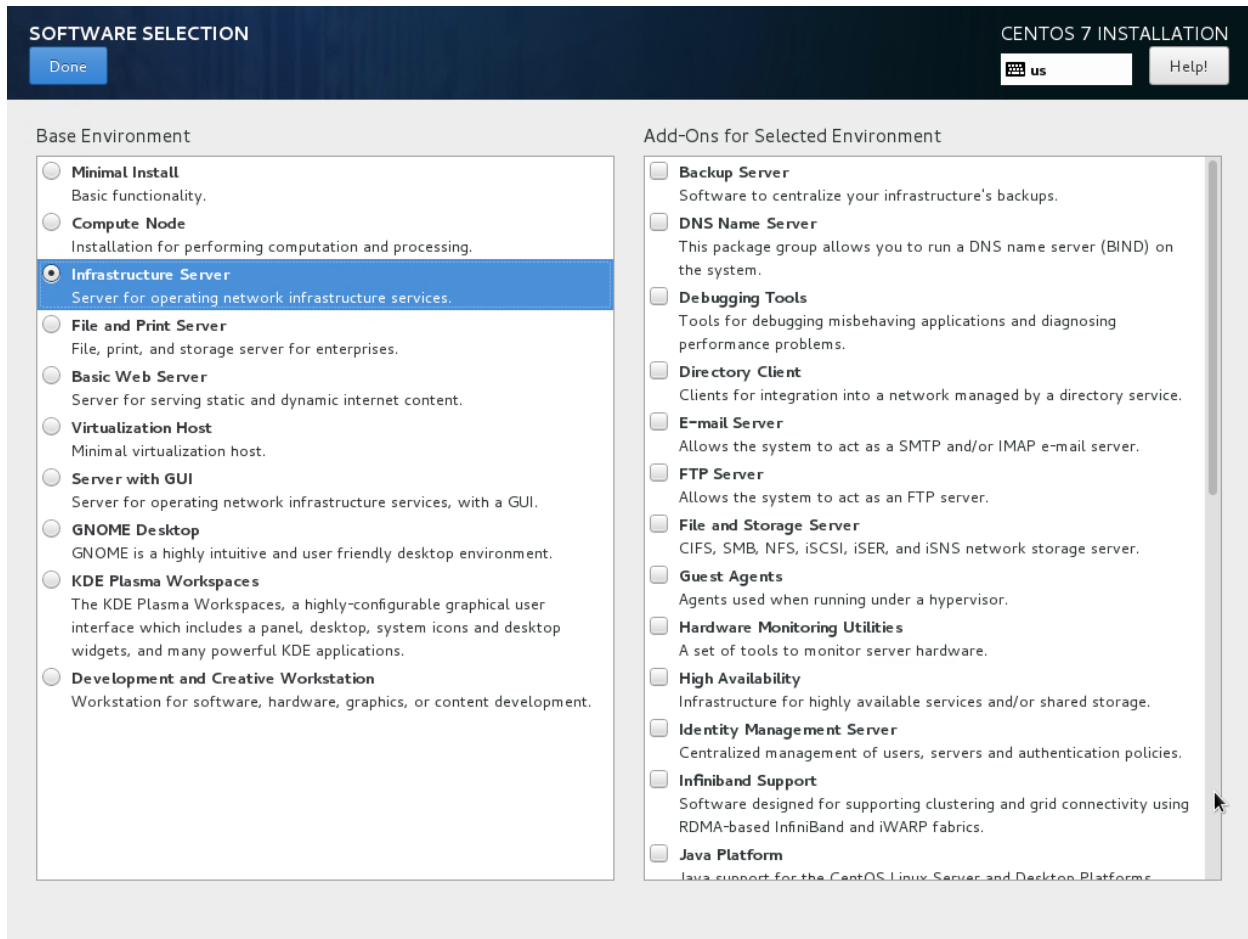 SOFTWARE SELECTION
CENTOS 7 INSTALLATION
Done
us
Help!
Base Environment
Minimal Install
Basic functionality.
Compute Node
Installation for performing computation and processing.
Infrastructure Server
Server for operating network infrastructure services.
File and Print Server
File, print, and storage server for enterprises.
Basic Web Server
Server for serving static and dynamic internet content.
Virtualization Host
Minimal virtualization host.
Server with GUI
Server for operating network infrastructure services, with a GUI.
GNOME Desktop
GNOME is a highly intuitive and user friendly desktop environment.
KDE Plasma Workspaces
The KDE Plasma Workspaces, a highly-configurable graphical user
interface which includes a panel, desktop, system icons and desktop
widgets, and many powerful KDE applications.
Development and Creative Workstation
Workstation for software, hardware, graphics, or content development.
Add-Ons for Selected Environment
Backup Server
Software to centralize your infrastructure's backups.
DNS Name Server
This package group allows you to run a DNS name server (BIND) on
the system.
Debugging Tools
Tools for debugging misbehaving applications and diagnosing
performance problems.
Directory Client
Clients for integration into a network managed by a directory service.
E-mail Server
Allows the system to act as a SMTP and/or IMAP e-mail server.
FTP Server
Allows the system to act as an FTP server.
File and Storage Server
CIFS, SMB, NFS, iSCSI, iSER, and iSNS network storage server.
Guest Agents
Agents used when running under a hypervisor.
Hardware Monitoring Utilities
A set of tools to monitor server hardware.
High Availability
Infrastructure for highly available services and/or shared storage.
Identity Management Server
Centralized management of users, servers and authentication policies.
Infiniband Support
Software designed for supporting clustering and grid connectivity using
RDMA-based InfiniBand and iWARP fabrics.
Java Platform
Java support for the CentOS Linux Server and Desktop Platforms.